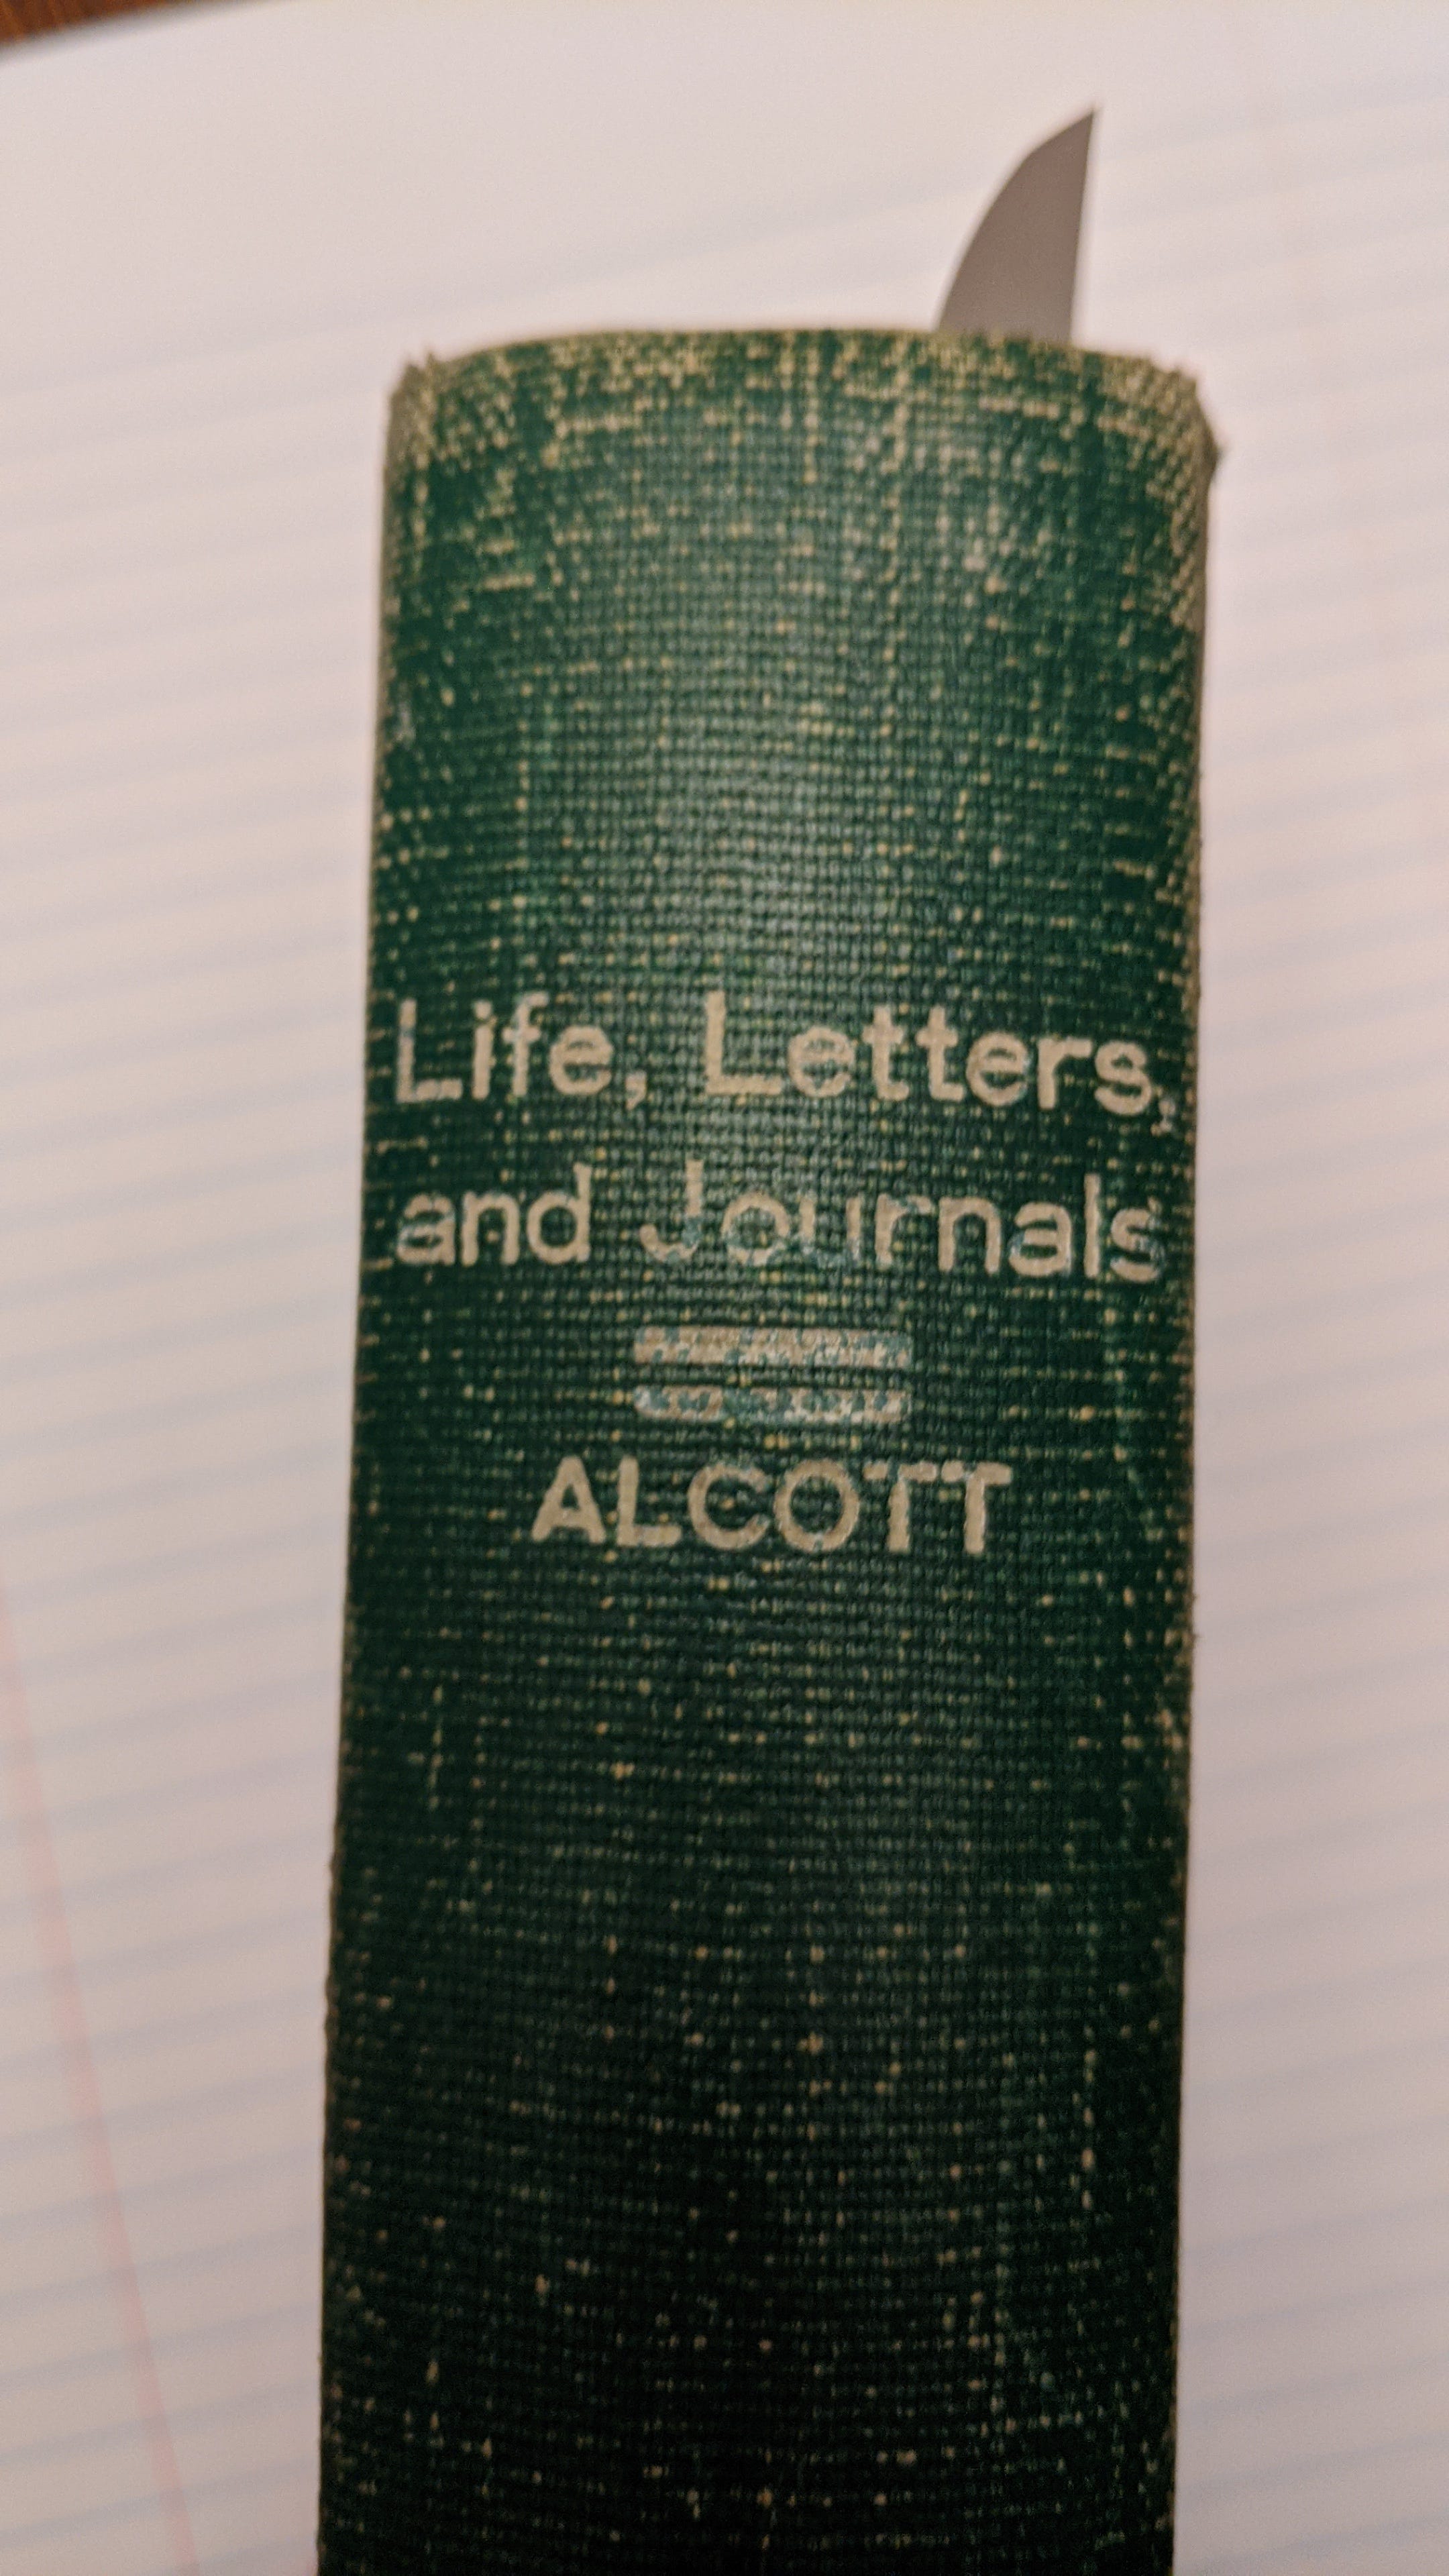 Life, Letters,
and Journals
ALCOTT